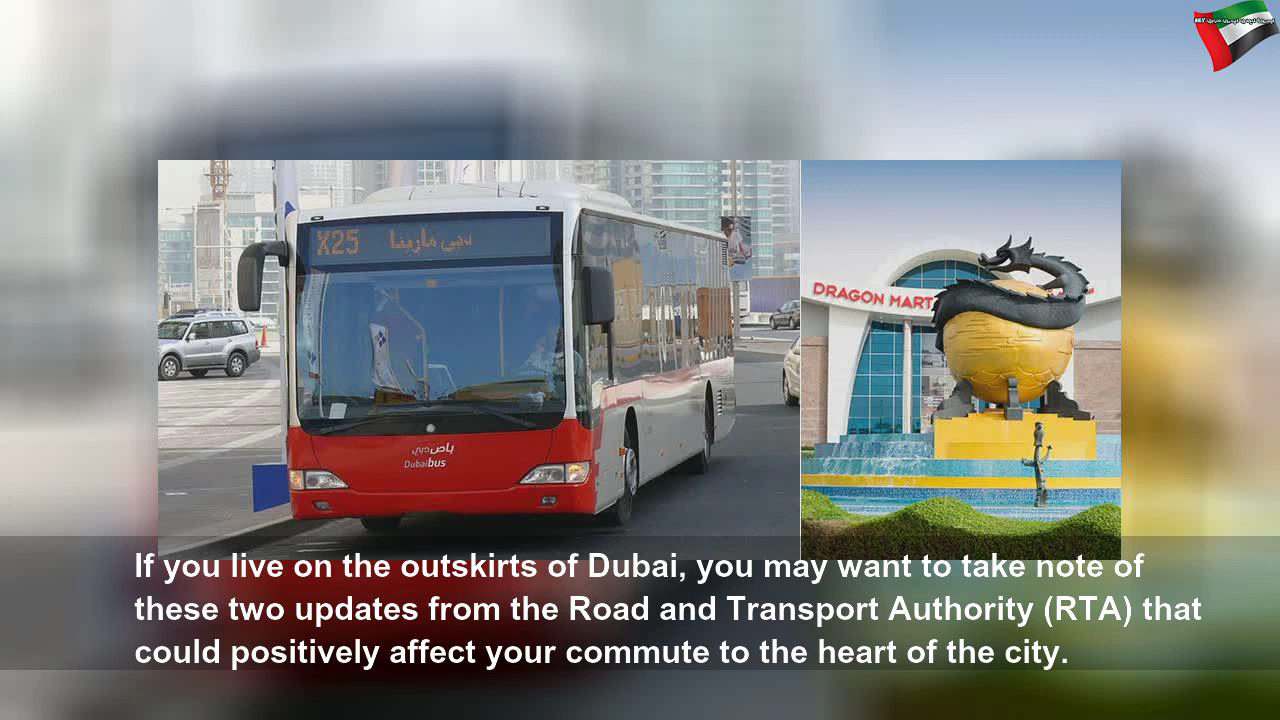 X25 دبي مارينا
باص دبي
Dubaibus
DRAGON MART
If you live on the outskirts of Dubai, you may want to take note of
these two updates from the Road and Transport Authority (RTA) that
could positively affect your commute to the heart of the city.